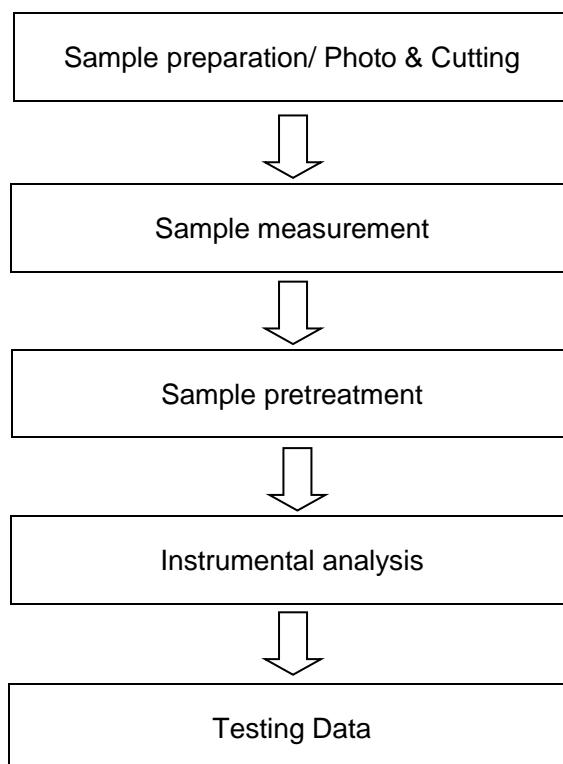 Sample preparation/ Photo & Cutting
Sample measurement
Sample pretreatment
Instrumental analysis
Testing Data